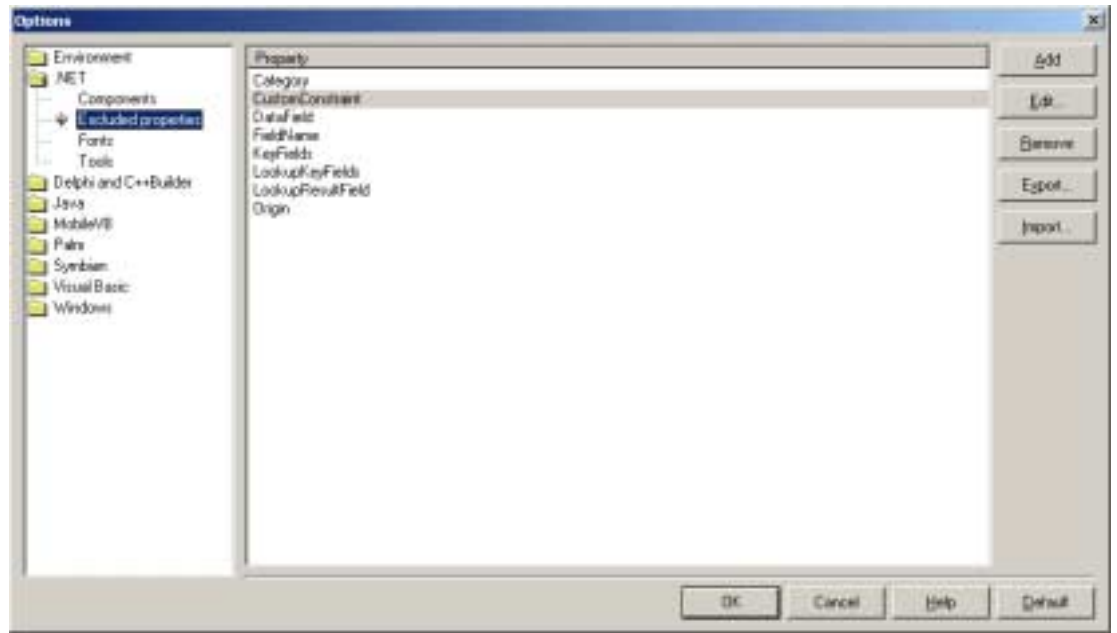 Options
Environment
.NET
Components
Excluded properties
Fonts
Tools
Delphi and C++Builder
Java
MobileVB
Palm
Symbian
Visual Basic
Windows
Property
Category
CustomConstraint
DataField
FieldName
KeyFields
LookupKeyFields
LookupResultField
Origin
Add
Edit...
Remove
Export...
Import...
OK
Cancel
Help
Default